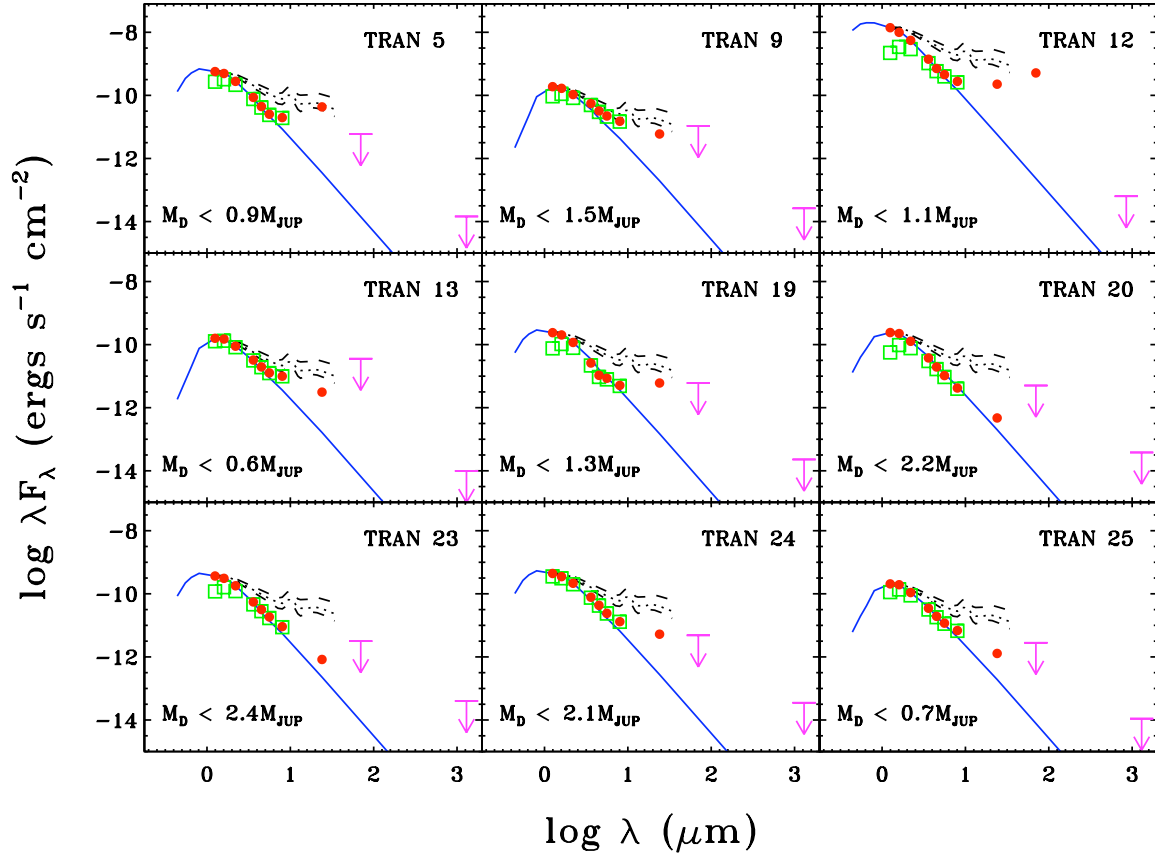 log λFλ (ergs s⁻¹ cm⁻²)
-8
-10
-12
-14
TRAN 5
M_D < 0.9M_JUP
TRAN 9
M_D < 1.5M_JUP
TRAN 12
M_D < 1.1M_JUP
-8
-10
-12
-14
TRAN 13
M_D < 0.6M_JUP
TRAN 19
M_D < 1.3M_JUP
TRAN 20
M_D < 2.2M_JUP
-8
-10
-12
-14
TRAN 23
M_D < 2.4M_JUP
TRAN 24
M_D < 2.1M_JUP
TRAN 25
M_D < 0.7M_JUP
0 1 2 3 0 1 2 3 0 1 2 3
log λ (μm)